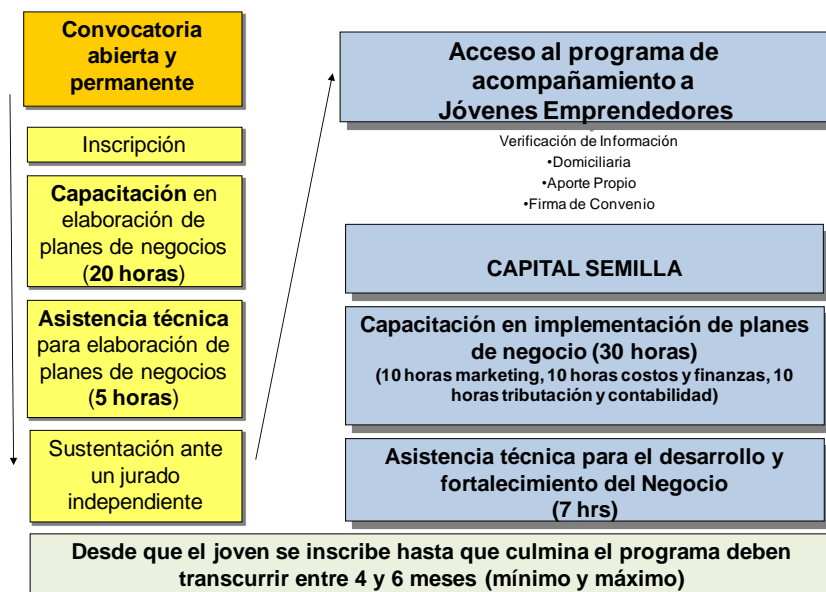 Convocatoria
abierta y
permanente
Inscripción
Capacitación en
elaboración de
planes de negocios
(20 horas)
Asistencia técnica
para elaboración de
planes de negocios
(5 horas)
Sustentación ante
un jurado
independiente
Acceso al programa de
acompañamiento a
Jóvenes Emprendedores
Verificación de Información
•Domiciliaria
•Aporte Propio
•Firma de Convenio
CAPITAL SEMILLA
Capacitación en implementación de planes
de negocio (30 horas)
(10 horas marketing, 10 horas costos y finanzas, 10
horas tributación y contabilidad)
Asistencia técnica para el desarrollo y
fortalecimiento del Negocio
(7 hrs)
Desde que el joven se inscribe hasta que culmina el programa deben
transcurrir entre 4 y 6 meses (mínimo y máximo)